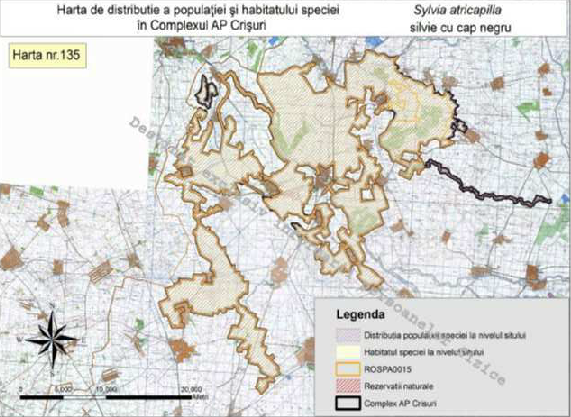 Harta de distributie a populației și habitatului speciei
în Complexul AP Crișuri
Sylvia atricapilla
silvie cu cap negru
Harta nr.135
Legenda
Distributia populatiei speciei la nivelul sitului
Habitatul speciei la nivelul sitului
ROSPA0015
Rezervatii naturale
Complex AP Crisuri
0 5,000 10,000 20,000